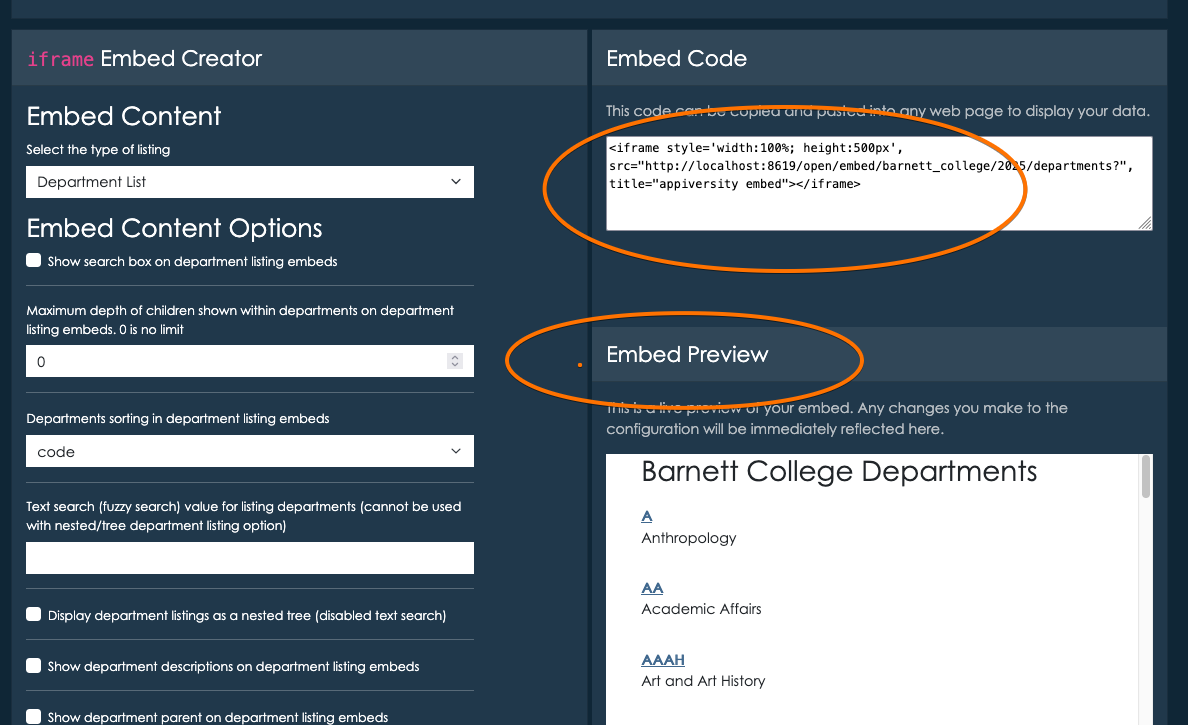 iframe Embed Creator
Embed Content
Select the type of listing
Department List
Embed Content Options
Show search box on department listing embeds
Maximum depth of children shown within departments on department
listing embeds. 0 is no limit
0
Departments sorting in department listing embeds
code
Text search (fuzzy search) value for listing departments (cannot be used
with nested/tree department listing option)
Display department listings as a nested tree (disabled text search)
Show department descriptions on department listing embeds
Show department parent on department listing embeds
Embed Code
This code can be copied and pasted into any web page to display your data.
<iframe style='width:100%; height:500px',
src="http://localhost:8619/open/embed/barnett_college/2025/departments?",
title="appiversity embed"></iframe>
Embed Preview
This is a live preview of your embed. Any changes you make to the
configuration will be immediately reflected here.
Barnett College Departments
A
Anthropology
AA
Academic Affairs
AAAH
Art and Art History